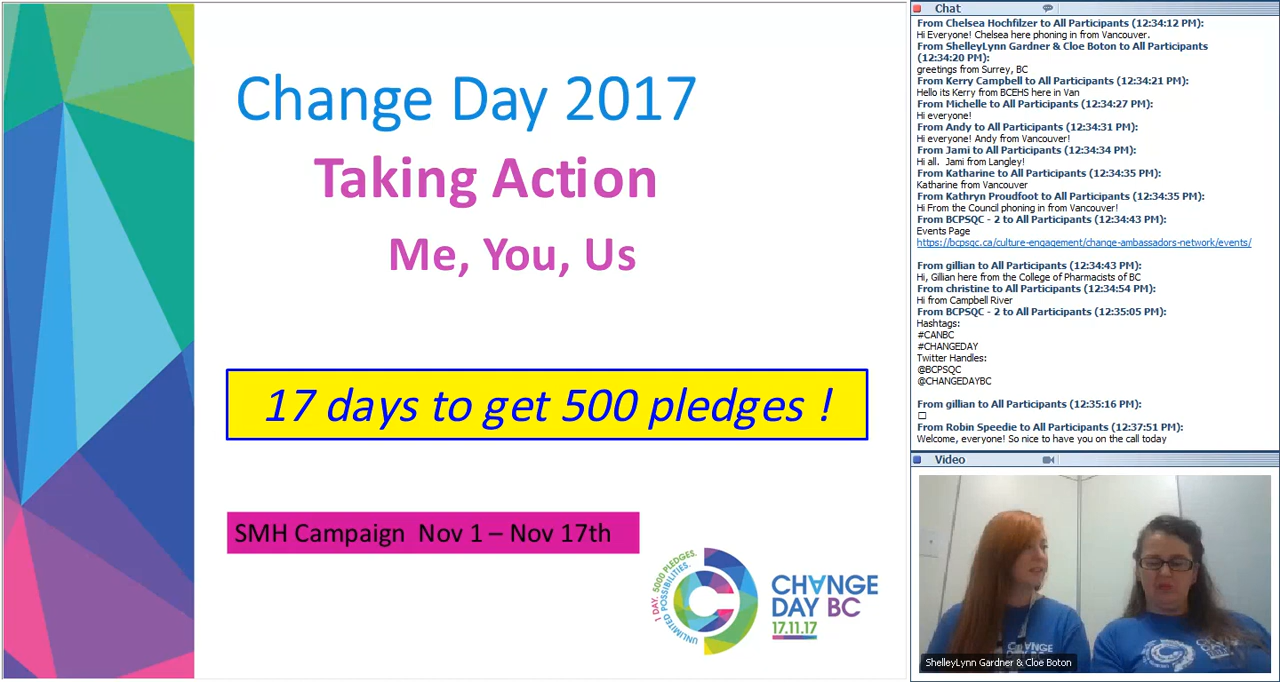 Change Day 2017
Taking Action
Me, You, Us
17 days to get 500 pledges !
SMH Campaign  Nov 1 – Nov 17th
1 DAY. 5000 PLEDGES.
UNLIMITED POSSIBILITIES.
CHANGE
DAY BC
17.11.17
Chat
From Chelsea Hochfilzer to All Participants (12:34:12 PM):
Hi Everyone! Chelsea here phoning in from Vancouver.
From ShelleyLynn Gardner & Cloe Boton to All Participants
(12:34:20 PM):
greetings from Surrey, BC
From Kerry Campbell to All Participants (12:34:21 PM):
Hello its Kerry from BCEHS here in Van
From Michelle to All Participants (12:34:27 PM):
Hi everyone!
From Andy to All Participants (12:34:31 PM):
Hi everyone! Andy from Vancouver!
From Jami to All Participants (12:34:34 PM):
Hi all.  Jami from Langley!
From Katharine to All Participants (12:34:35 PM):
Katharine from Vancouver
From Kathryn Proudfoot to All Participants (12:34:35 PM):
Hi From the Council phoning in from Vancouver!
From BCPSQC - 2 to All Participants (12:34:43 PM):
Events Page
https://bcpsqc.ca/culture-engagement/change-ambassadors-network/events/
From gillian to All Participants (12:34:43 PM):
Hi, Gillian here from the College of Pharmacists of BC
From christine to All Participants (12:34:54 PM):
Hi from Campbell River
From BCPSQC - 2 to All Participants (12:35:05 PM):
Hashtags:
#CANBC
#CHANGEDAY
Twitter Handles:
@BCPSQC
@CHANGEDAYBC
From gillian to All Participants (12:35:16 PM):
□
From Robin Speedie to All Participants (12:37:51 PM):
Welcome, everyone! So nice to have you on the call today
Video
CHANGE
DAY BC
ShelleyLynn Gardner & Cloe Boton